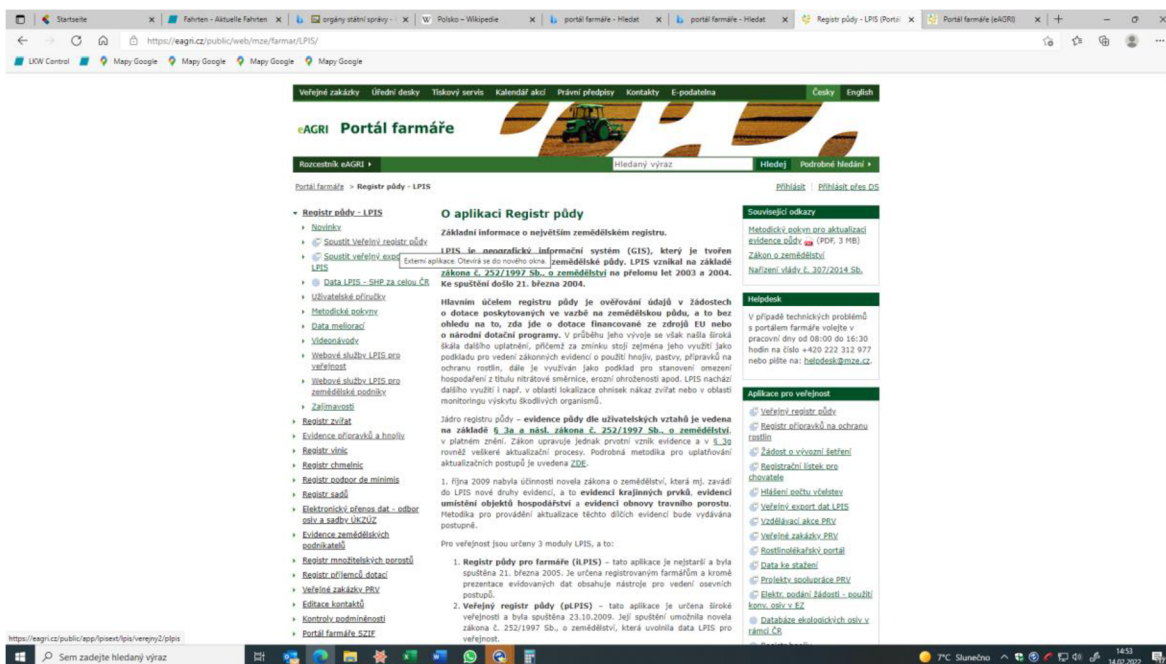 Startseite
Fahrten - Aktuelle Fahrten
orgány státní správy -
Polsko – Wikipedie
portál farmáře - Hledat
portál farmáře - Hledat
Registr půdy - LPIS (Portál
Portál farmáře (eAGRI)
https://eagri.cz/public/web/mze/farmar/LPIS/
LKW Control
Mapy Google
Mapy Google
Mapy Google
Mapy Google
Veřejné zakázky Úřední desky Tiskový servis Kalendář akcí Právní předpisy Kontakty E-podatelna
Česky English
eAGRI Portál farmáře
Rozcestník eAGRI
Hledaný výraz
Hledej
Podrobné hledání
Portál farmáře > Registr půdy - LPIS
Přihlásit Přihlásit přes DS
Registr půdy - LPIS
Novinky
Spustit Veřejný registr půdy
Spustit veřejný
LPIS
Externí aplikace. Otevírá se do nového okna.
Data LPIS - SHP za celou ČR
Uživatelské příručky
Metodické pokyny
Data meliorací
Videonávody
Webové služby LPIS pro
veřejnost
Webové služby LPIS pro
zemědělské podniky
Zajímavosti
Registr zvířat
Evidence přípravků a hnojiv
Registr vinic
Registr chmelnic
Registr podpor de minimis
Registr sadů
Elektronický přenos dat - odbor
osiv a sadby ÚKZÚZ
Evidence zemědělských
podnikatelů
Registr množitelských porostů
Registr příjemců dotací
Veřejné zakázky PRV
Editace kontaktů
Kontroly podmíněnosti
Portál farmáře SZIF
O aplikaci Registr půdy
Základní informace o největším zemědělském registru.
LPIS je geografický informační systém (GIS), který je tvořen
zemědělské půdy. LPIS vznikal na základě
zákona č. 252/1997 Sb., o zemědělství na přelomu let 2003 a 2004.
Ke spuštění došlo 21. března 2004.
Hlavním účelem registru půdy je ověřování údajů v žádostech
o dotace poskytovaných ve vazbě na zemědělskou půdu, a to bez
ohledu na to, zda jde o dotace financované ze zdrojů EU nebo
o národní dotační programy. V průběhu jeho vývoje se však našla široká
škála dalšího uplatnění, přičemž za zmínku stojí zejména jeho využití jako
podkladu pro vedení zákonných evidencí o použití hnojiv, pastvy, přípravků na
ochranu rostlin, dále je využíván jako podklad pro stanovení omezení
hospodaření z titulu nitrátové směrnice, erozní ohroženosti apod. LPIS nachází
dalšího využití i např. v oblasti lokalizace ohnisek nákaz zvířat nebo v oblasti
monitoringu výskytu škodlivých organismů.
Jádro registru půdy – evidence půdy dle uživatelských vztahů je vedena
na základě § 3a a násl. zákona č. 252/1997 Sb., o zemědělství,
v platném znění. Zákon upravuje jednak prvotní vznik evidence a v § 3g
rovněž veškeré aktualizační procesy. Podrobná metodika pro uplatňování
aktualizačních postupů je uvedena ZDE.
1. října 2009 nabyla účinnosti novela zákona o zemědělství, která mj. zavádí
do LPIS nové druhy evidencí, a to evidenci krajinných prvků, evidenci
umístění objektů hospodářství a evidenci obnovy travního porostu.
Metodika pro provádění aktualizace těchto dílčích evidencí bude vydávána
postupně.
Pro veřejnost jsou určeny 3 moduly LPIS, a to:
1. Registr půdy pro farmáře (iLPIS) – tato aplikace je nejstarší a byla
spuštěna 21. března 2005. Je určena registrovaným farmářům a kromě
prezentace evidovaných dat obsahuje nástroje pro vedení osevních
postupů.
2. Veřejný registr půdy (pLPIS) – tato aplikace je určena široké
veřejnosti a byla spuštěna 23.10.2009. Její spuštění umožnila novela
zákona č. 252/1997 Sb., o zemědělství, která uvolnila data LPIS pro
veřejnost.
Související odkazy
Metodický pokyn pro aktualizaci
evidence půdy (PDF, 3 MB)
Zákon o zemědělství
Nařízení vlády č. 307/2014 Sb.
Helpdesk
V případě technických problémů
s portálem farmáře volejte v
pracovní dny od 08:00 do 16:30
hodin na číslo +420 222 312 977
nebo pište na: helpdesk@mze.cz.
Aplikace pro veřejnost
Veřejný registr půdy
Registr přípravků na ochranu
rostlin
Žádost o vývozní šetření
Registrační lístek pro
chovatele
Hlášení počtu včelstev
Veřejný export dat LPIS
Vzdělávací akce PRV
Veřejné zakázky PRV
Rostlinolékařský portál
Data ke stažení
Projekty spolupráce PRV
Elektr. podání žádosti - použití
konv. osiv v EZ
Databáze ekologických osiv v
rámci ČR
https://eagri.cz/public/app/lpisext/lpis/verejny2/plpis
Sem zadejte hledaný výraz
7°C Slunečno
14:53
14.02.2022